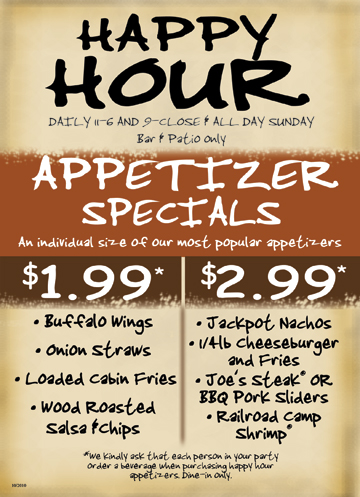 HAPPY
HOUR
DAILY 11-6 AND 9-CLOSE & ALL DAY SUNDAY
Bar & Patio Only
APPETIZER
SPECIALS
An individual size of our most popular appetizers
$1.99*
• Buffalo Wings
• Onion Straws
• Loaded Cabin Fries
• Wood Roasted
Salsa & Chips
$2.99*
• Jackpot Nachos
• 1/4lb Cheeseburger
and Fries
• Joe's Steak* OR
BBQ Pork Sliders
• Railroad Camp
Shrimp®
*We kindly ask that each person in your party
order a beverage when purchasing happy hour
appetizers. Dine-in only.